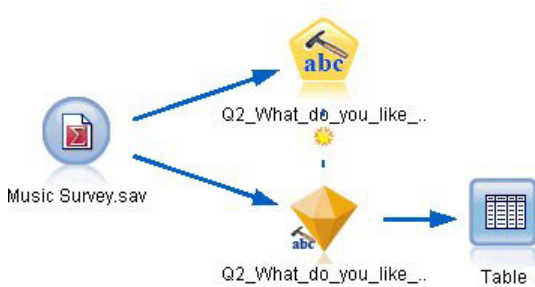 abc
Q2_What_do_you_like_..
Music Survey.sav
abc
Q2_What_do_you_like_..
Table